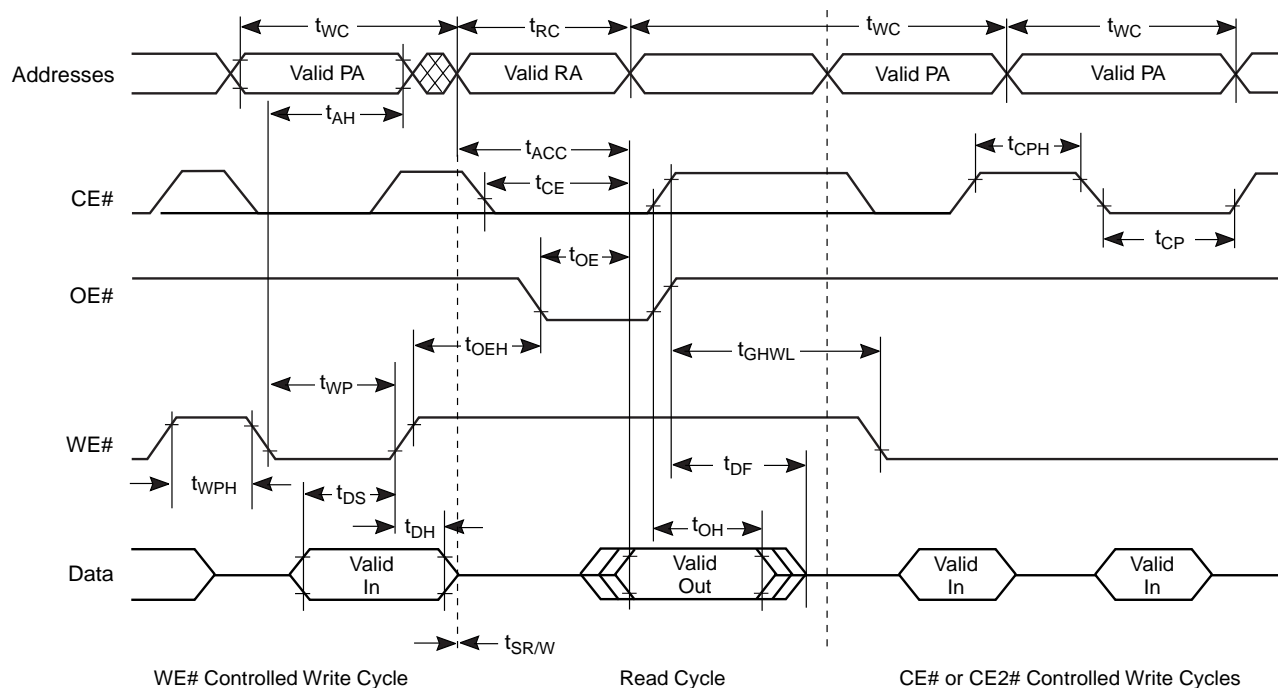 tWC tRC tWC tWC
Addresses Valid PA Valid RA Valid PA Valid PA
tAH
tACC tCPH
CE# tCE
tCP
OE# tOE
tOEH tGHWL
tWP
WE#
tWPH tDS tDF
tDH tOH
Data Valid In Valid Out Valid In Valid In
tSR/W
WE# Controlled Write Cycle Read Cycle CE# or CE2# Controlled Write Cycles